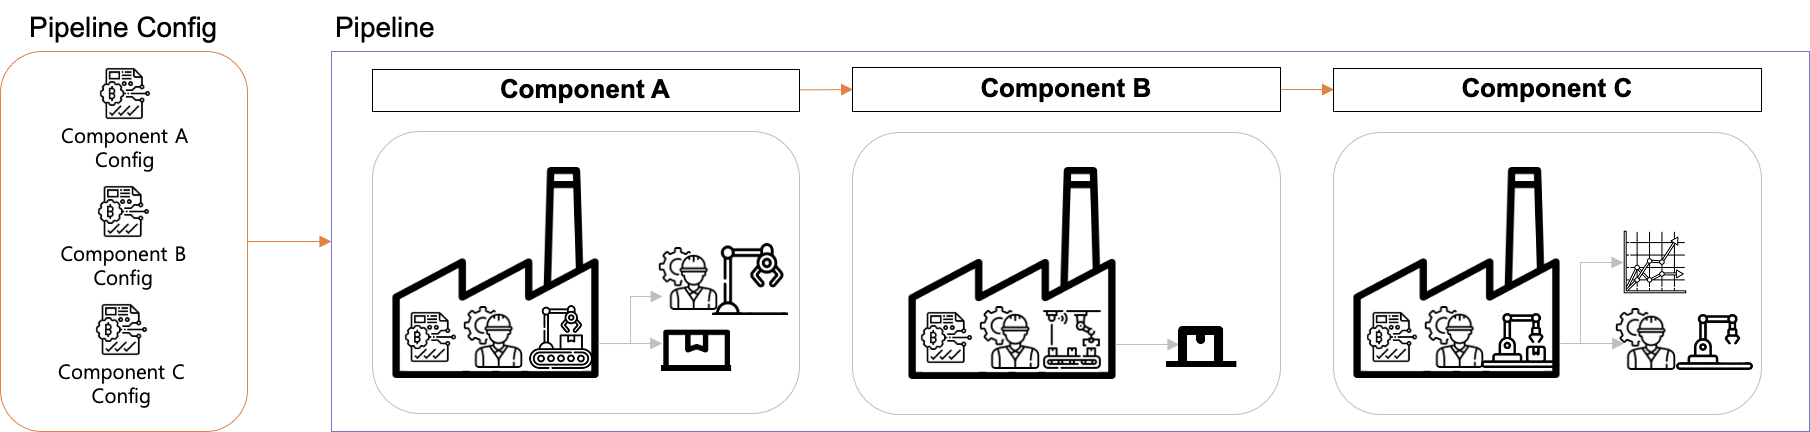 Pipeline Config
Component A
Config
Component B
Config
Component C
Config
Pipeline
Component A
Component B
Component C